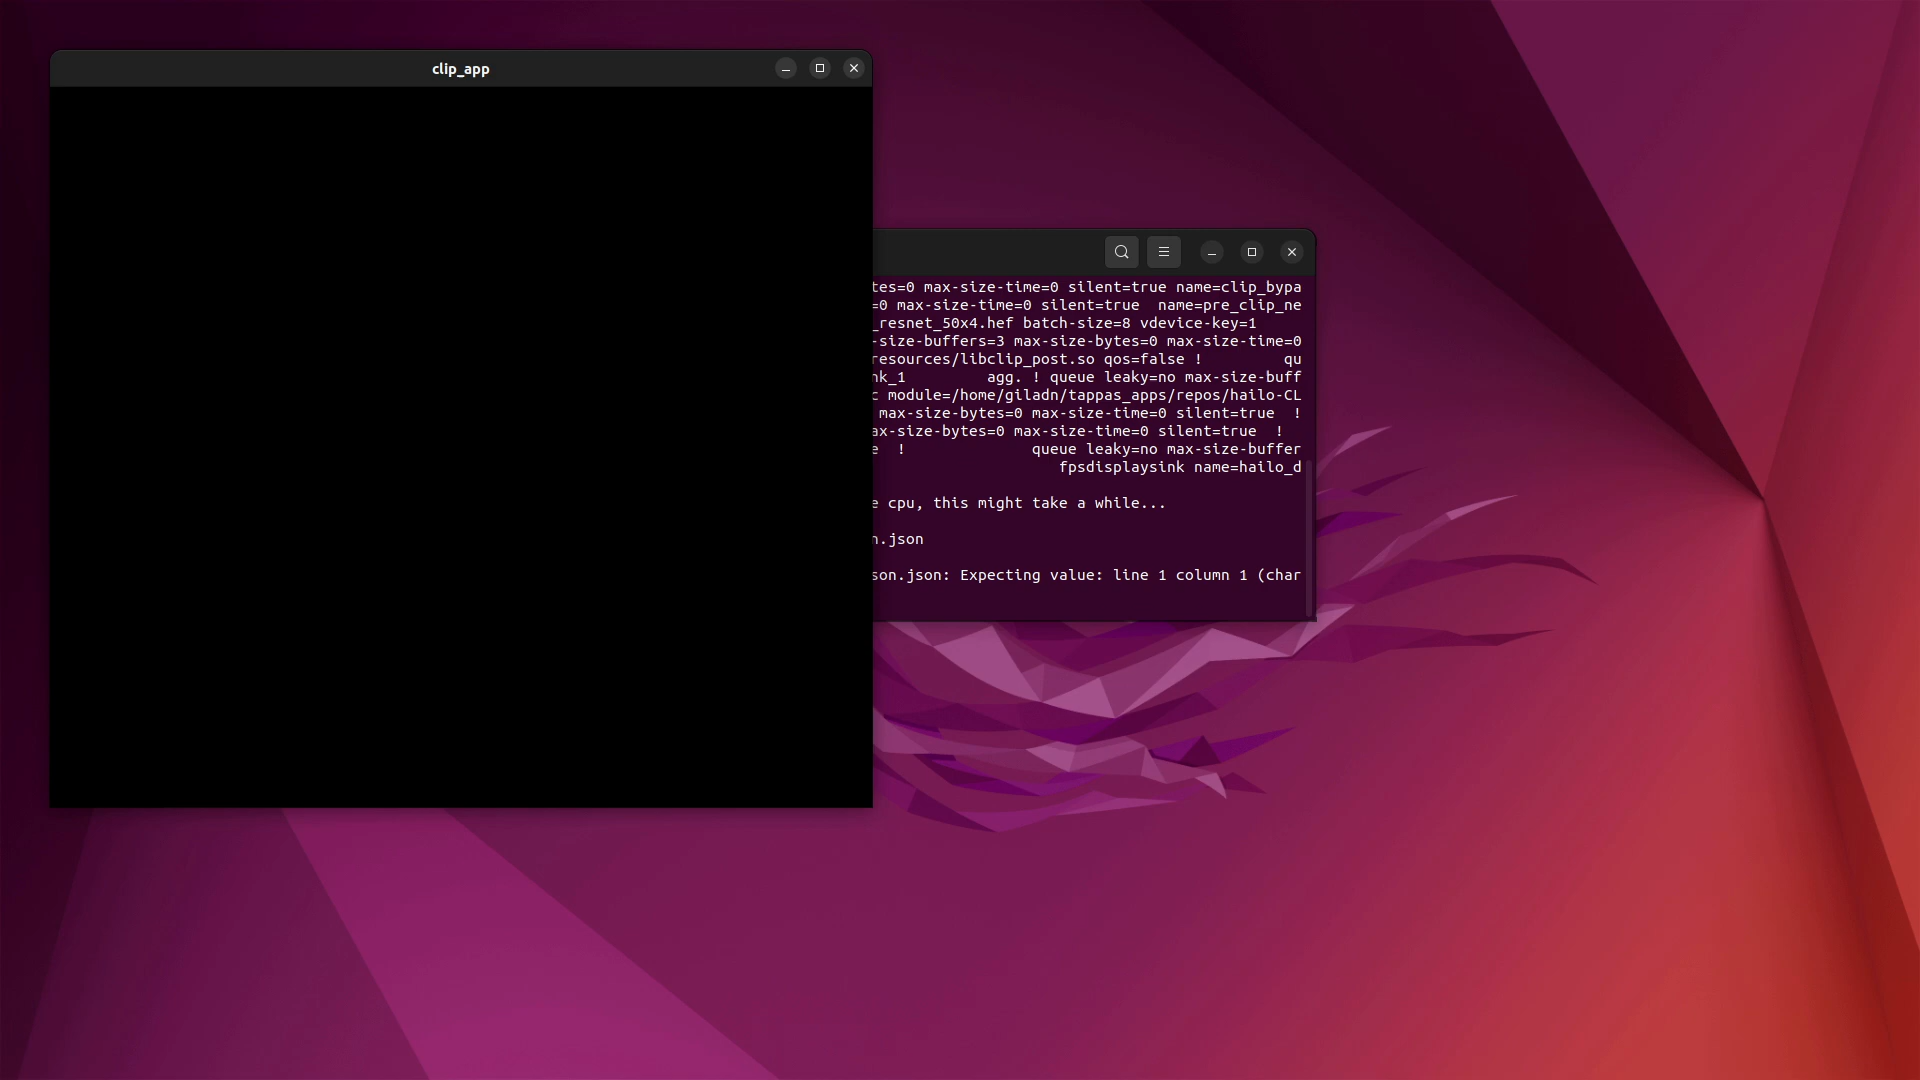 clip_app
tes=0 max-size-time=0 silent=true name=clip_bypa
=0 max-size-time=0 silent=true  name=pre_clip_ne
_resnet_50x4.hef batch-size=8 vdevice-key=1
-size-buffers=3 max-size-bytes=0 max-size-time=0
resources/libclip_post.so qos=false !         qu
nk_1         agg. ! queue leaky=no max-size-buff
c module=/home/giladn/tappas_apps/repos/hailo-CL
max-size-bytes=0 max-size-time=0 silent=true  !
ax-size-bytes=0 max-size-time=0 silent=true  !
e  !              queue leaky=no max-size-buffer
fpsdisplaysink name=hailo_d
e cpu, this might take a while...
n.json
son.json: Expecting value: line 1 column 1 (char